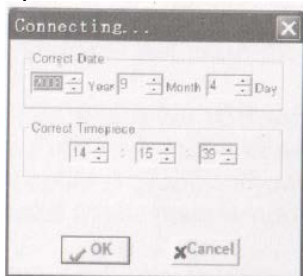 Connecting...
Correct Date
Year 9 Month 4 Day
Correct Timepiece
14 : 15 : 39
OK Cancel